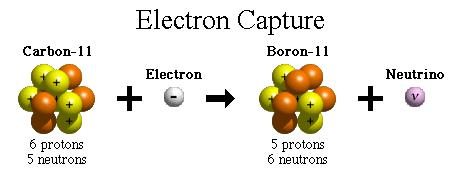 Electron Capture
Carbon-11
Electron
Boron-11
Neutrino
+ + + + + +
+
-
+ + + + +
+
ν
6 protons
5 neutrons
5 protons
6 neutrons